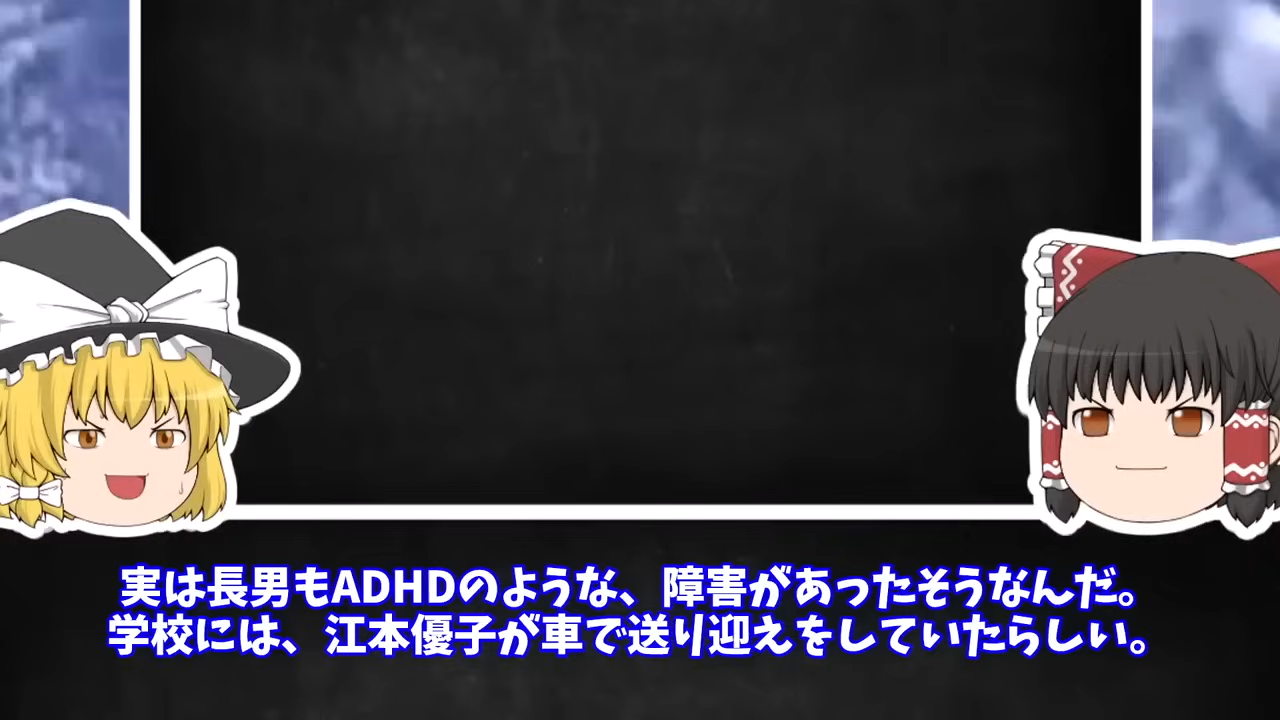 実は長男もADHDのような、障害があったそうなんだ。
学校には、江本優子が車で送り迎えをしていたらしい。